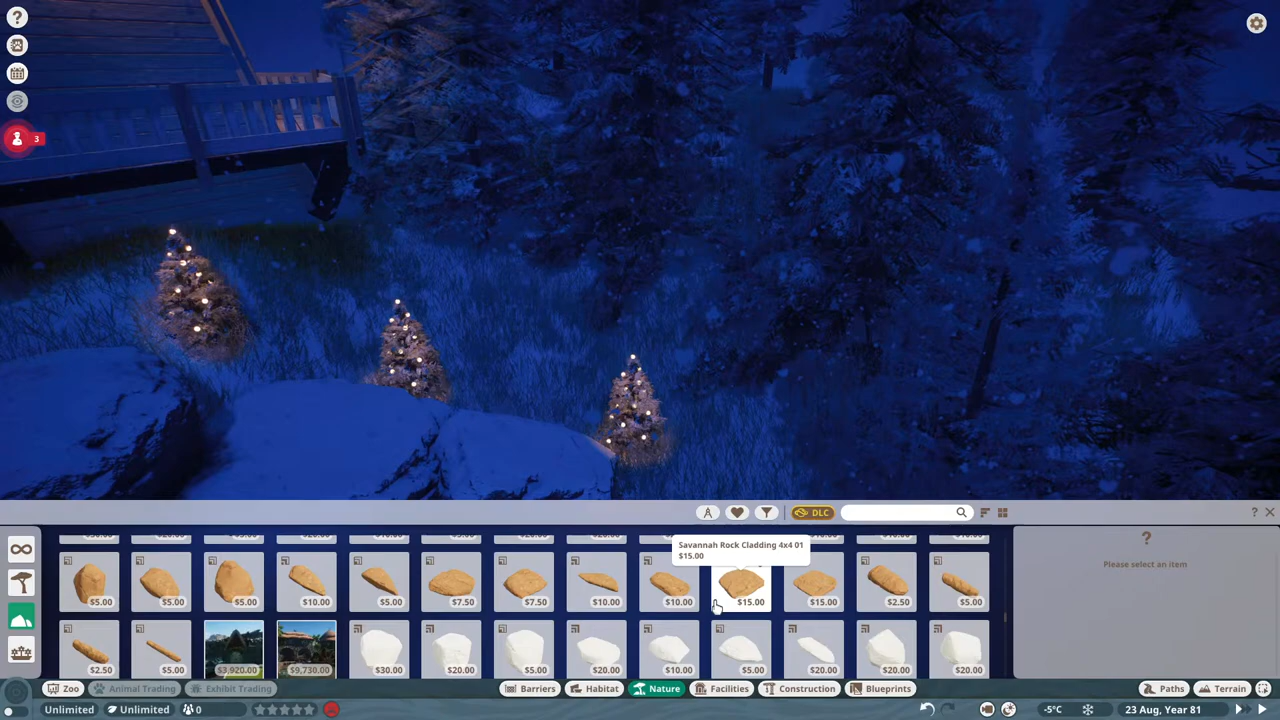 ?
3
DLC
?
Savannah Rock Cladding 4x4 01
$15.00
?
Please select an item
$5.00
$5.00
$5.00
$10.00
$5.00
$7.50
$7.50
$10.00
$10.00
$15.00
$15.00
$2.50
$5.00
$2.50
$5.00
$3,920.00
$9,730.00
$30.00
$20.00
$5.00
$20.00
$10.00
$5.00
$20.00
$20.00
$20.00
Zoo
Animal Trading
Exhibit Trading
Barriers
Habitat
Nature
Facilities
Construction
Blueprints
Paths
Terrain
Unlimited
Unlimited
0
-5°C
23 Aug, Year 81